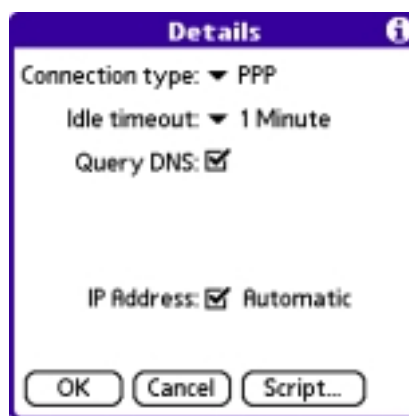 Details
Connection type: PPP
Idle timeout: 1 Minute
Query DNS:
IP Address: Automatic
OK Cancel Script...